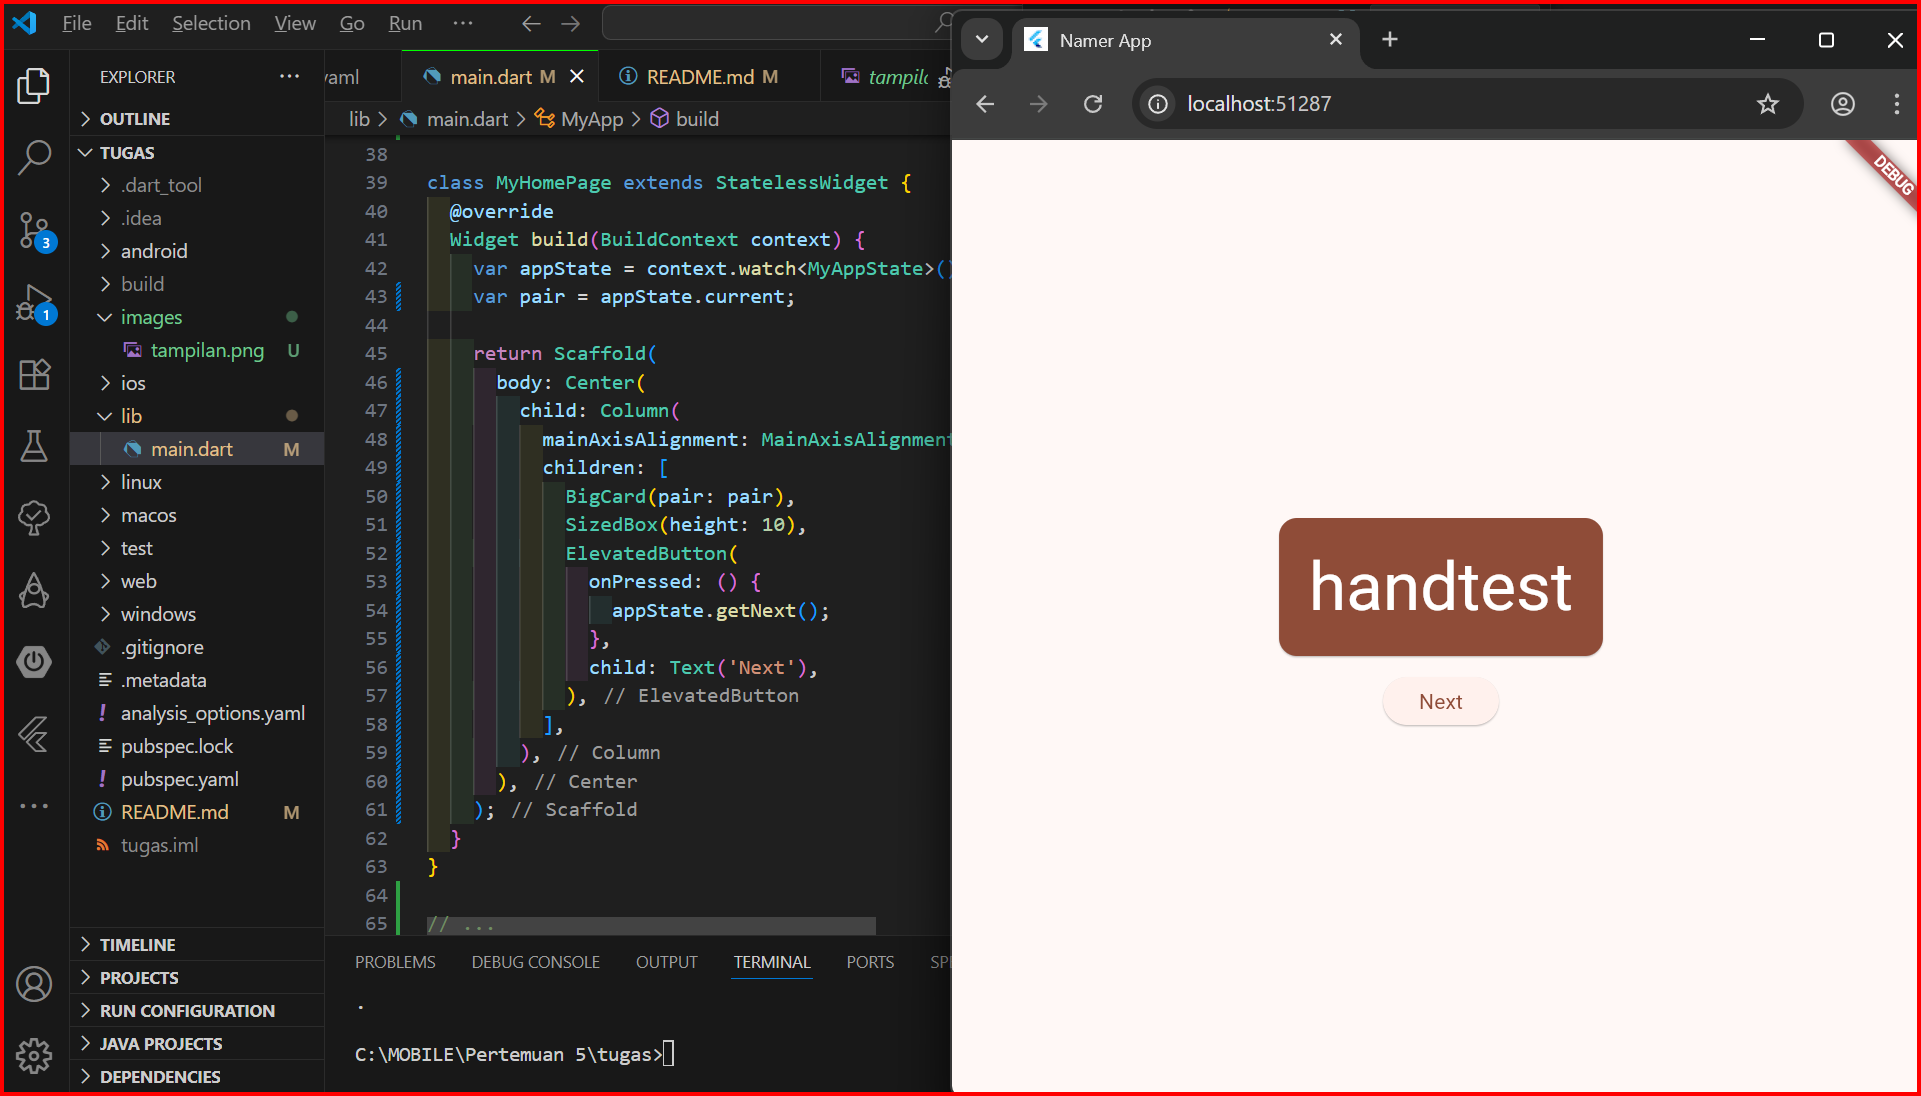 File Edit Selection View Go Run ···
EXPLORER ···
OUTLINE
TUGAS
.dart_tool
.idea
android
build
images
tampilan.png U
ios
lib
main.dart M
linux
macos
test
web
windows
.gitignore
.metadata
analysis_options.yaml
pubspec.lock
pubspec.yaml
README.md M
tugas.iml
TIMELINE
PROJECTS
RUN CONFIGURATION
JAVA PROJECTS
DEPENDENCIES
3
1
yaml main.dart M README.md M tampil
lib > main.dart > MyApp > build
38
39 class MyHomePage extends StatelessWidget {
40 @override
41 Widget build(BuildContext context) {
42 var appState = context.watch<MyAppState>()
43 var pair = appState.current;
44
45 return Scaffold(
46 body: Center(
47 child: Column(
48 mainAxisAlignment: MainAxisAlignment
49 children: [
50 BigCard(pair: pair),
51 SizedBox(height: 10),
52 ElevatedButton(
53 onPressed: () {
54 appState.getNext();
55 },
56 child: Text('Next'),
57 ), // ElevatedButton
58 ],
59 ), // Column
60 ), // Center
61 ); // Scaffold
62 }
63 }
64
65 // ...
PROBLEMS DEBUG CONSOLE OUTPUT TERMINAL PORTS SP
.
C:\MOBILE\Pertemuan 5\tugas>
Namer App
localhost:51287
DEBUG
handtest
Next